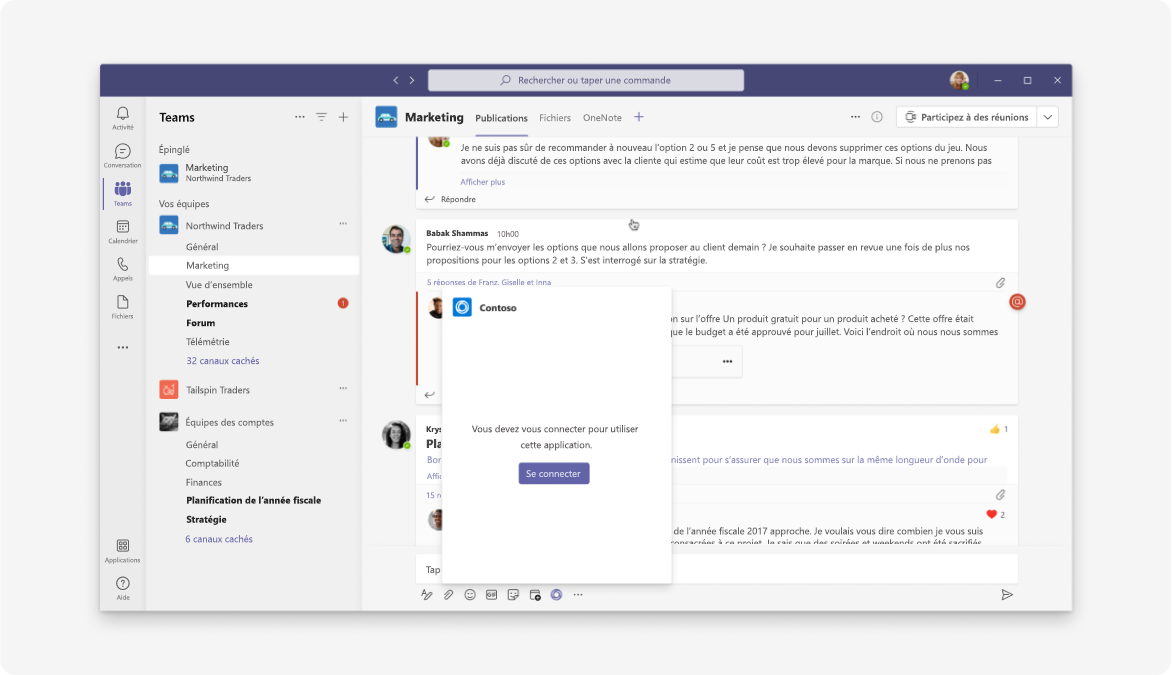 Rechercher ou taper une commande
Activité
Conversation
Teams
Calendrier
Appels
Fichiers
Applications
Aide
Teams
Épinglé
Marketing
Northwind Traders
Vos équipes
Northwind Traders
Général
Marketing
Vue d’ensemble
Performances
1
Forum
Télémétrie
32 canaux cachés
Tailspin Traders
Équipes des comptes
Général
Comptabilité
Finances
Planification de l’année fiscale
Stratégie
6 canaux cachés
Marketing Publications Fichiers OneNote
Participez à des réunions
Je ne suis pas sûr de recommander à nouveau l’option 2 ou 5 et je pense que nous devons supprimer ces options du jeu. Nous
avons déjà discuté de ces options avec la cliente qui estime que leur coût est trop élevé pour la marque. Si nous ne prenons pas
Afficher plus
Répondre
Babak Shammas 10h00
Pourriez-vous m’envoyer les options que nous allons proposer au client demain ? Je souhaite passer en revue une fois de plus nos
propositions pour les options 2 et 3. S’est interrogé sur la stratégie.
5 réponses de Franz, Giselle et Inna
@
sur l’offre Un produit gratuit pour un produit acheté ? Cette offre était
le budget a été approuvé pour juillet. Voici l’endroit où nous nous sommes
Contoso
Vous devez vous connecter pour utiliser
cette application.
Se connecter
1
pour s’assurer que nous sommes sur la même longueur d’onde pour
15
2
de l’année fiscale 2017 approche. Je voulais vous dire combien je vous suis
consacrées à ce projet. Je sais que des soirées et weekends ont été sacrifiés
Tap
GIF